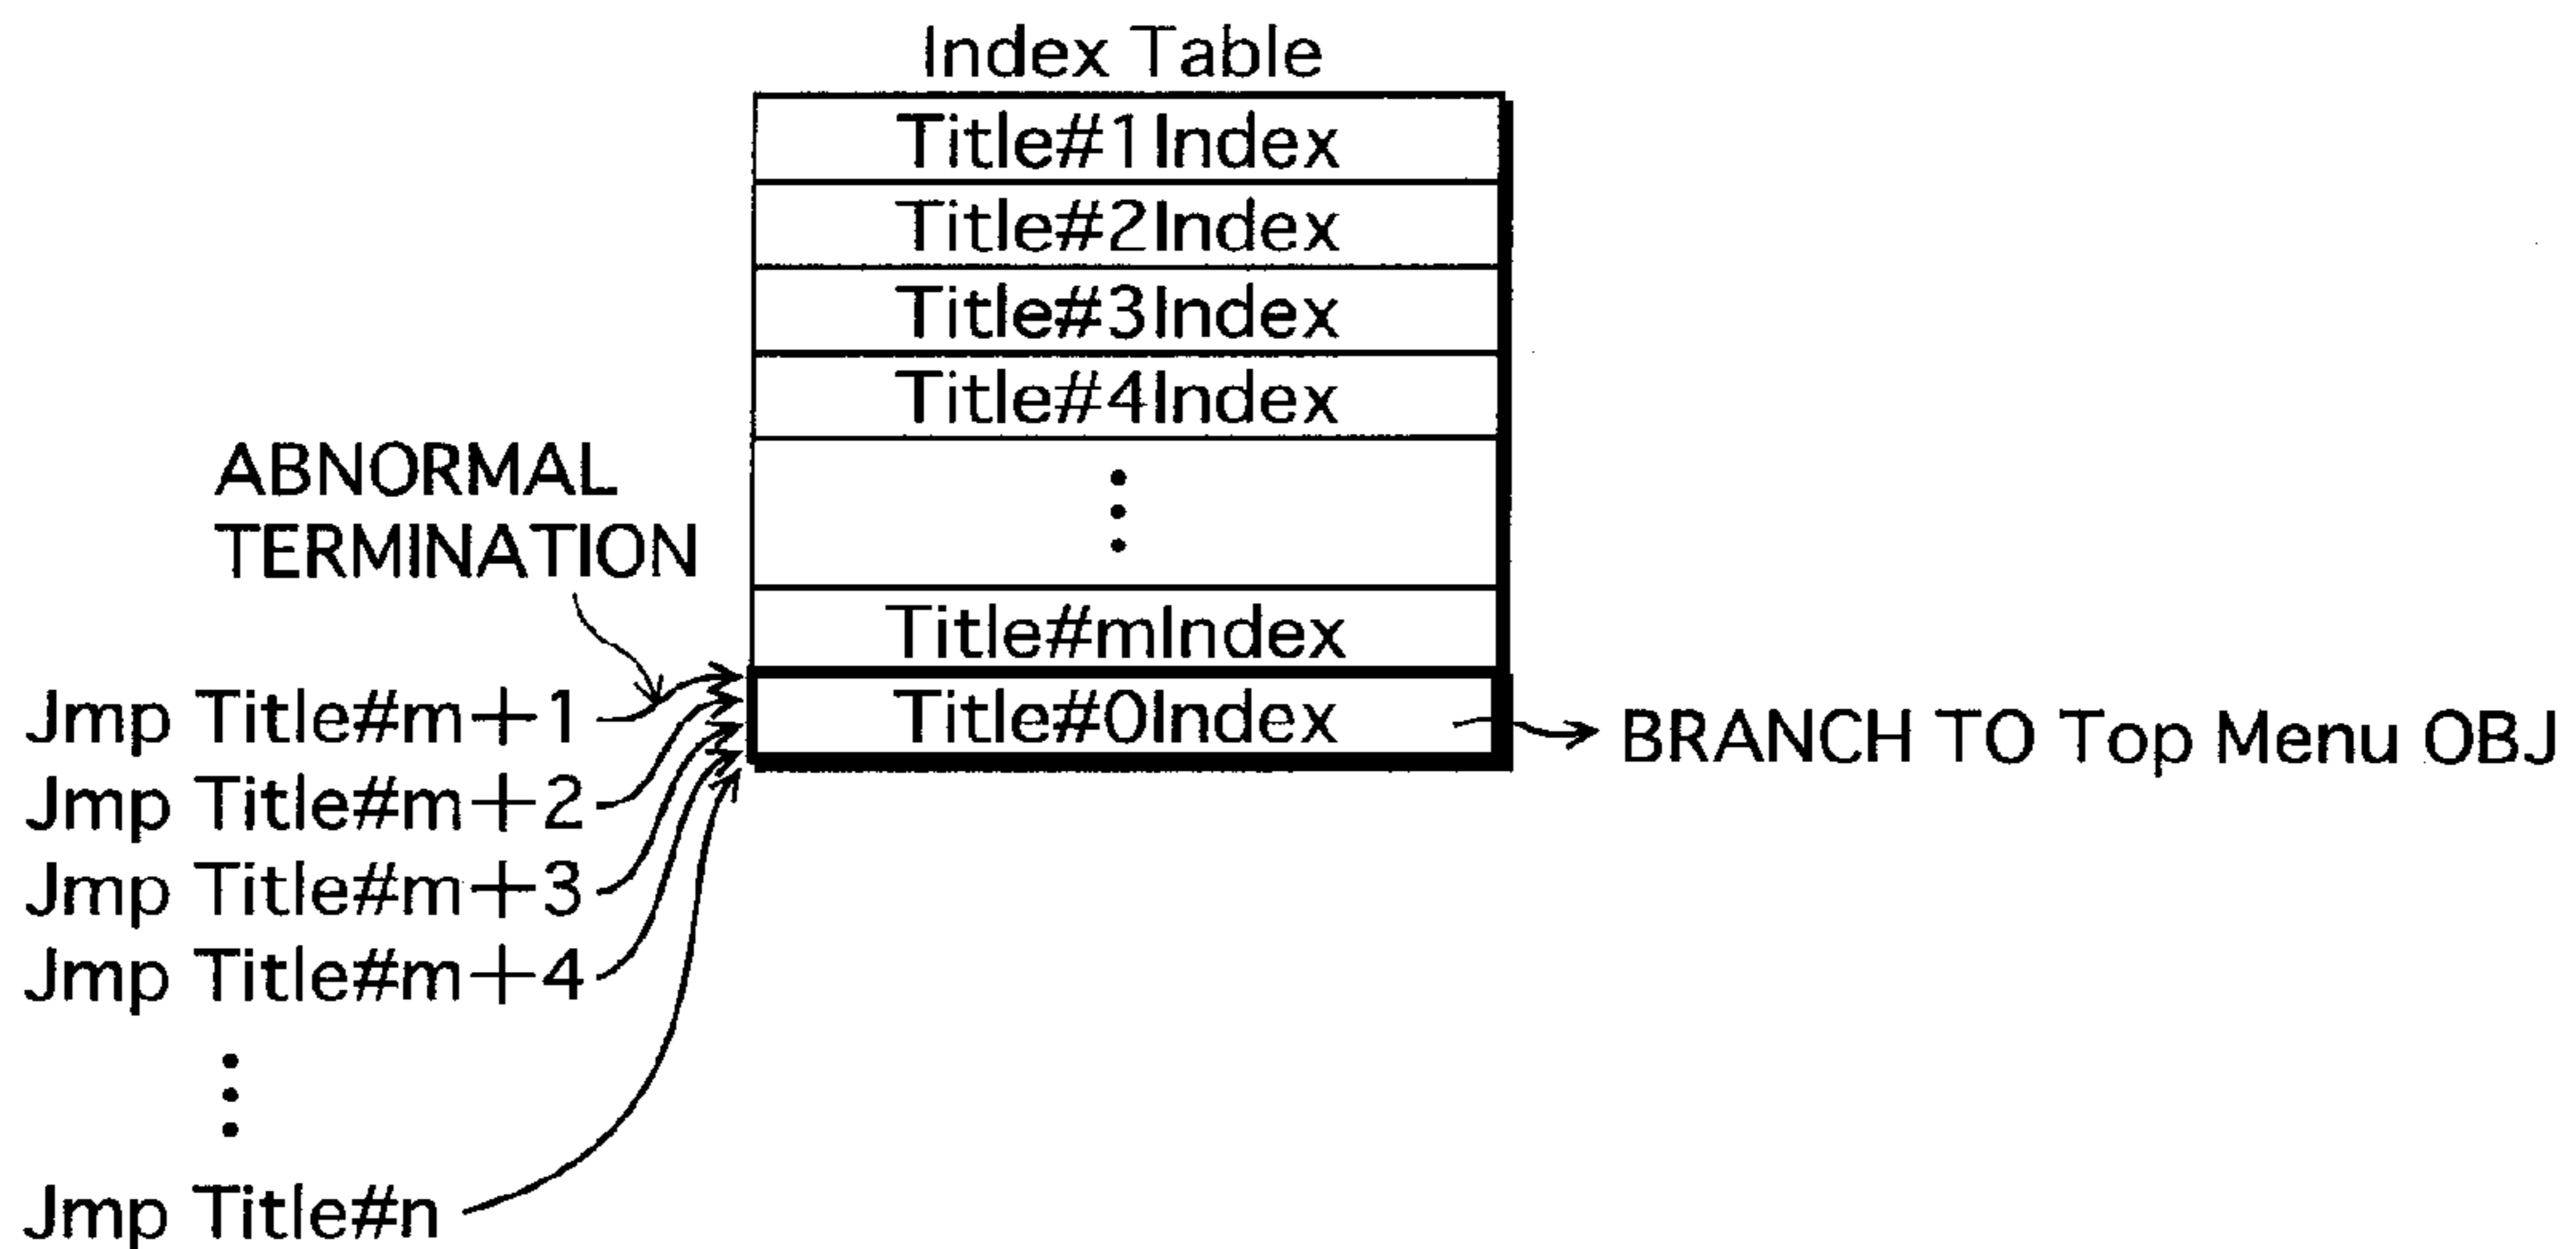 Index Table
Title#1Index
Title#2Index
Title#3Index
Title#4Index
Title#mIndex
Title#0Index
BRANCH TO Top Menu OBJ
ABNORMAL
TERMINATION
Jmp Title#m+1
Jmp Title#m+2
Jmp Title#m+3
Jmp Title#m+4
Jmp Title#n